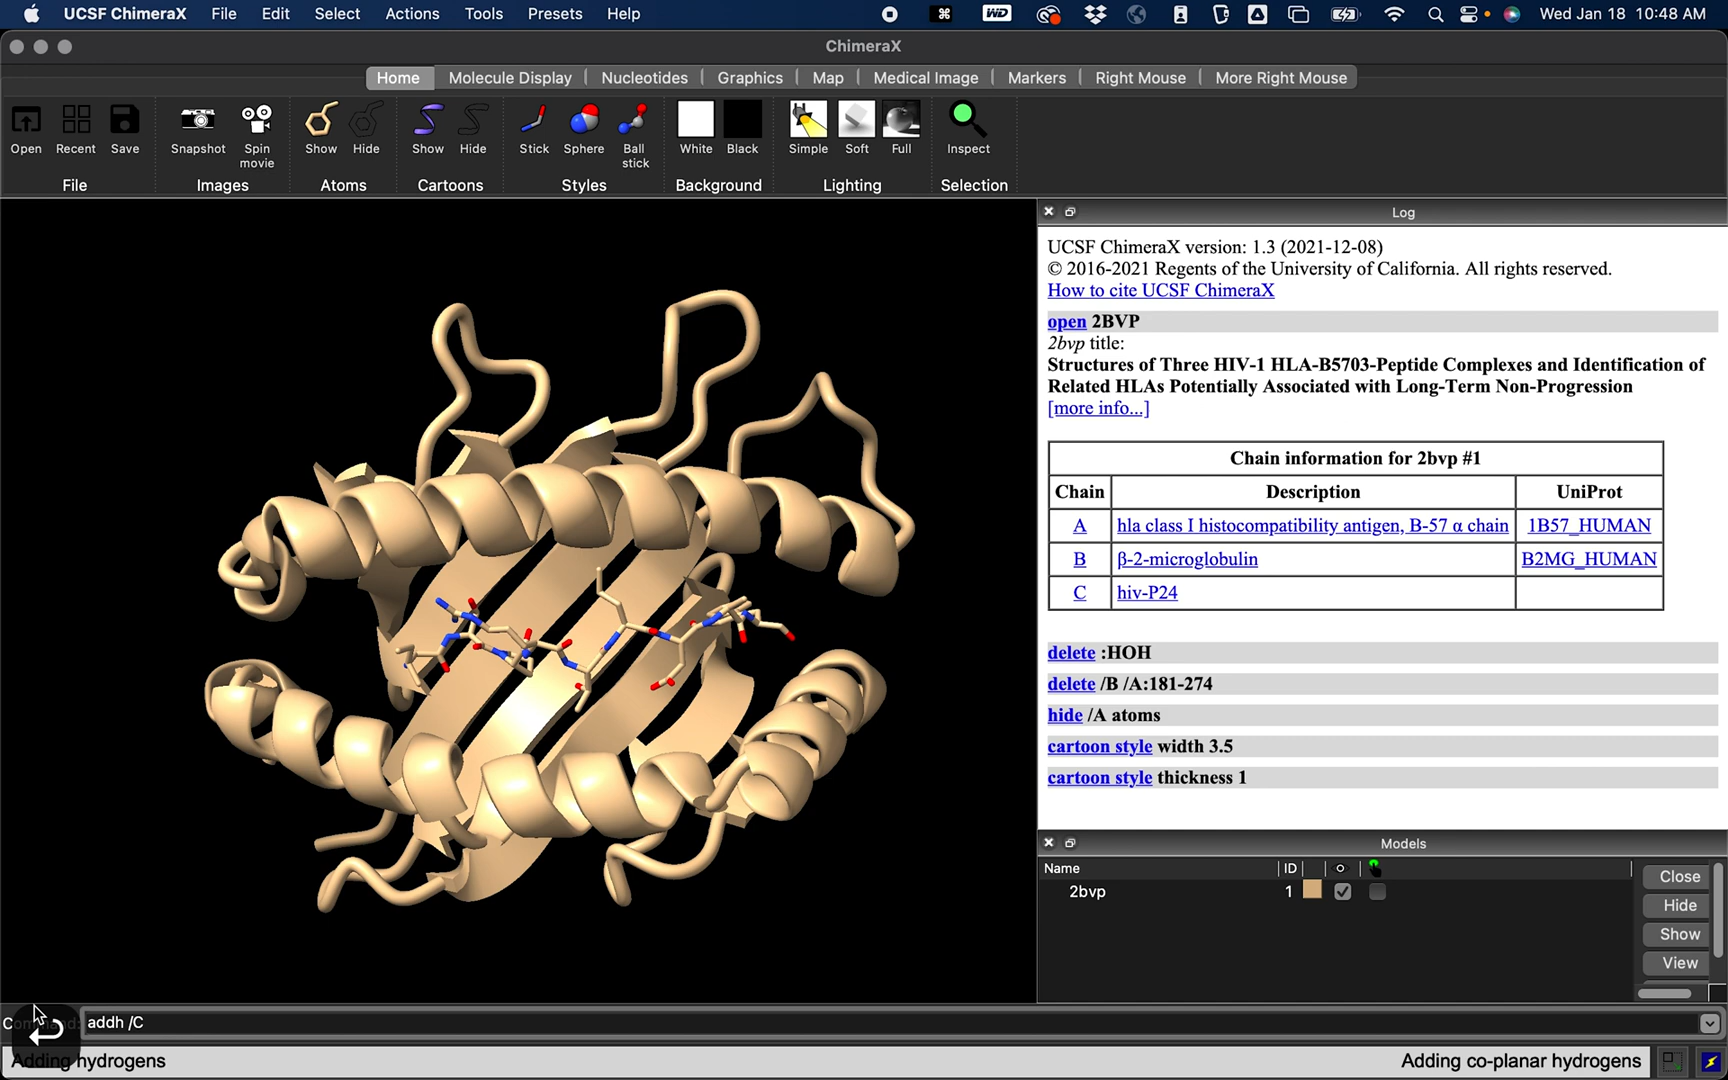 UCSF ChimeraX File Edit Select Actions Tools Presets Help WD Wed Jan 18 10:48 AM
ChimeraX
Home Molecule Display Nucleotides Graphics Map Medical Image Markers Right Mouse More Right Mouse
Open Recent Save Snapshot Spin movie Show Hide Show Hide Stick Sphere Ball stick White Black Simple Soft Full Inspect
File Images Atoms Cartoons Styles Background Lighting Selection
Log
UCSF ChimeraX version: 1.3 (2021-12-08)
© 2016-2021 Regents of the University of California. All rights reserved.
How to cite UCSF ChimeraX
open 2BVP
2bvp title:
Structures of Three HIV-1 HLA-B5703-Peptide Complexes and Identification of
Related HLAs Potentially Associated with Long-Term Non-Progression
[more info...]
Chain information for 2bvp #1
Chain Description UniProt
A hla class I histocompatibility antigen, B-57 α chain 1B57_HUMAN
B β-2-microglobulin B2MG_HUMAN
C hiv-P24
delete :HOH
delete /B /A:181-274
hide /A atoms
cartoon style width 3.5
cartoon style thickness 1
Models
Name ID
2bvp 1
Close
Hide
Show
View
Command: addh /C
Adding hydrogens Adding co-planar hydrogens